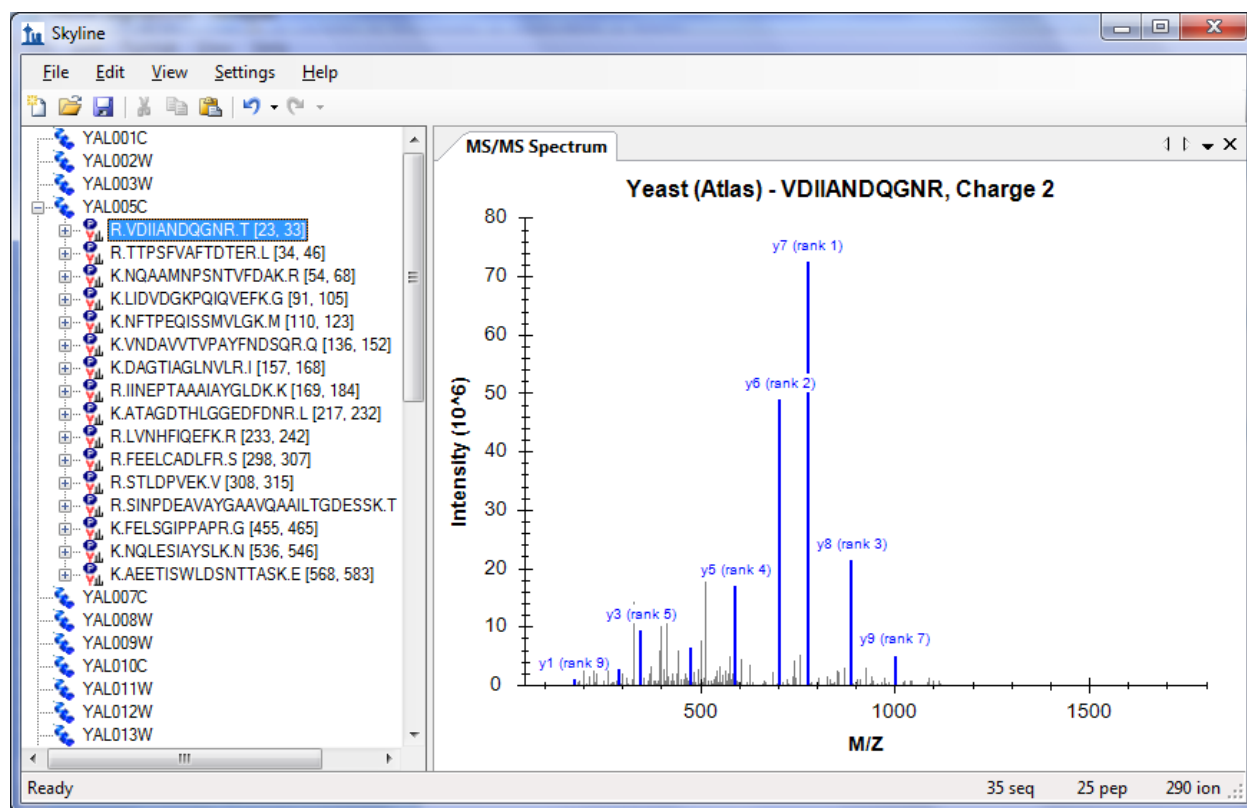 Skyline
File Edit View Settings Help
YAL001C
YAL002W
YAL003W
YAL005C
R.VDIIANDQGNR.T [23, 33]
R.TTPSFVAFTDTER.L [34, 46]
K.NQAAMNPSNTVFDAK.R [54, 68]
K.LIDVDGKPQIQVEFK.G [91, 105]
K.NFTPEQISSMVLGK.M [110, 123]
K.VNDAVVTVPAYFNDSQR.Q [136, 152]
K.DAGTIAGLNVLR.I [157, 168]
R.IINEPTAAAIAYGLDK.K [169, 184]
K.ATAGDTHLGGEDFDNR.L [217, 232]
R.LVNHFIQEFK.R [233, 242]
R.FEELCADLFR.S [298, 307]
R.STLDPVEK.V [308, 315]
R.SINPDEAVAYGAAVQAAILTGDESSK.T
K.FELSGIPPAPR.G [455, 465]
K.NQLESIAYSLK.N [536, 546]
K.AEETISWLDSNTTASK.E [568, 583]
YAL007C
YAL008W
YAL009W
YAL010C
YAL011W
YAL012W
YAL013W
MS/MS Spectrum
Yeast (Atlas) - VDIIANDQGNR, Charge 2
80
y7 (rank 1)
70
60
y6 (rank 2)
50
40
30
y8 (rank 3)
20
y5 (rank 4)
y3 (rank 5)
10
y9 (rank 7)
y1 (rank 9)
0
Intensity (10^6)
500
1000
1500
M/Z
Ready
35 seq
25 pep
290 ion